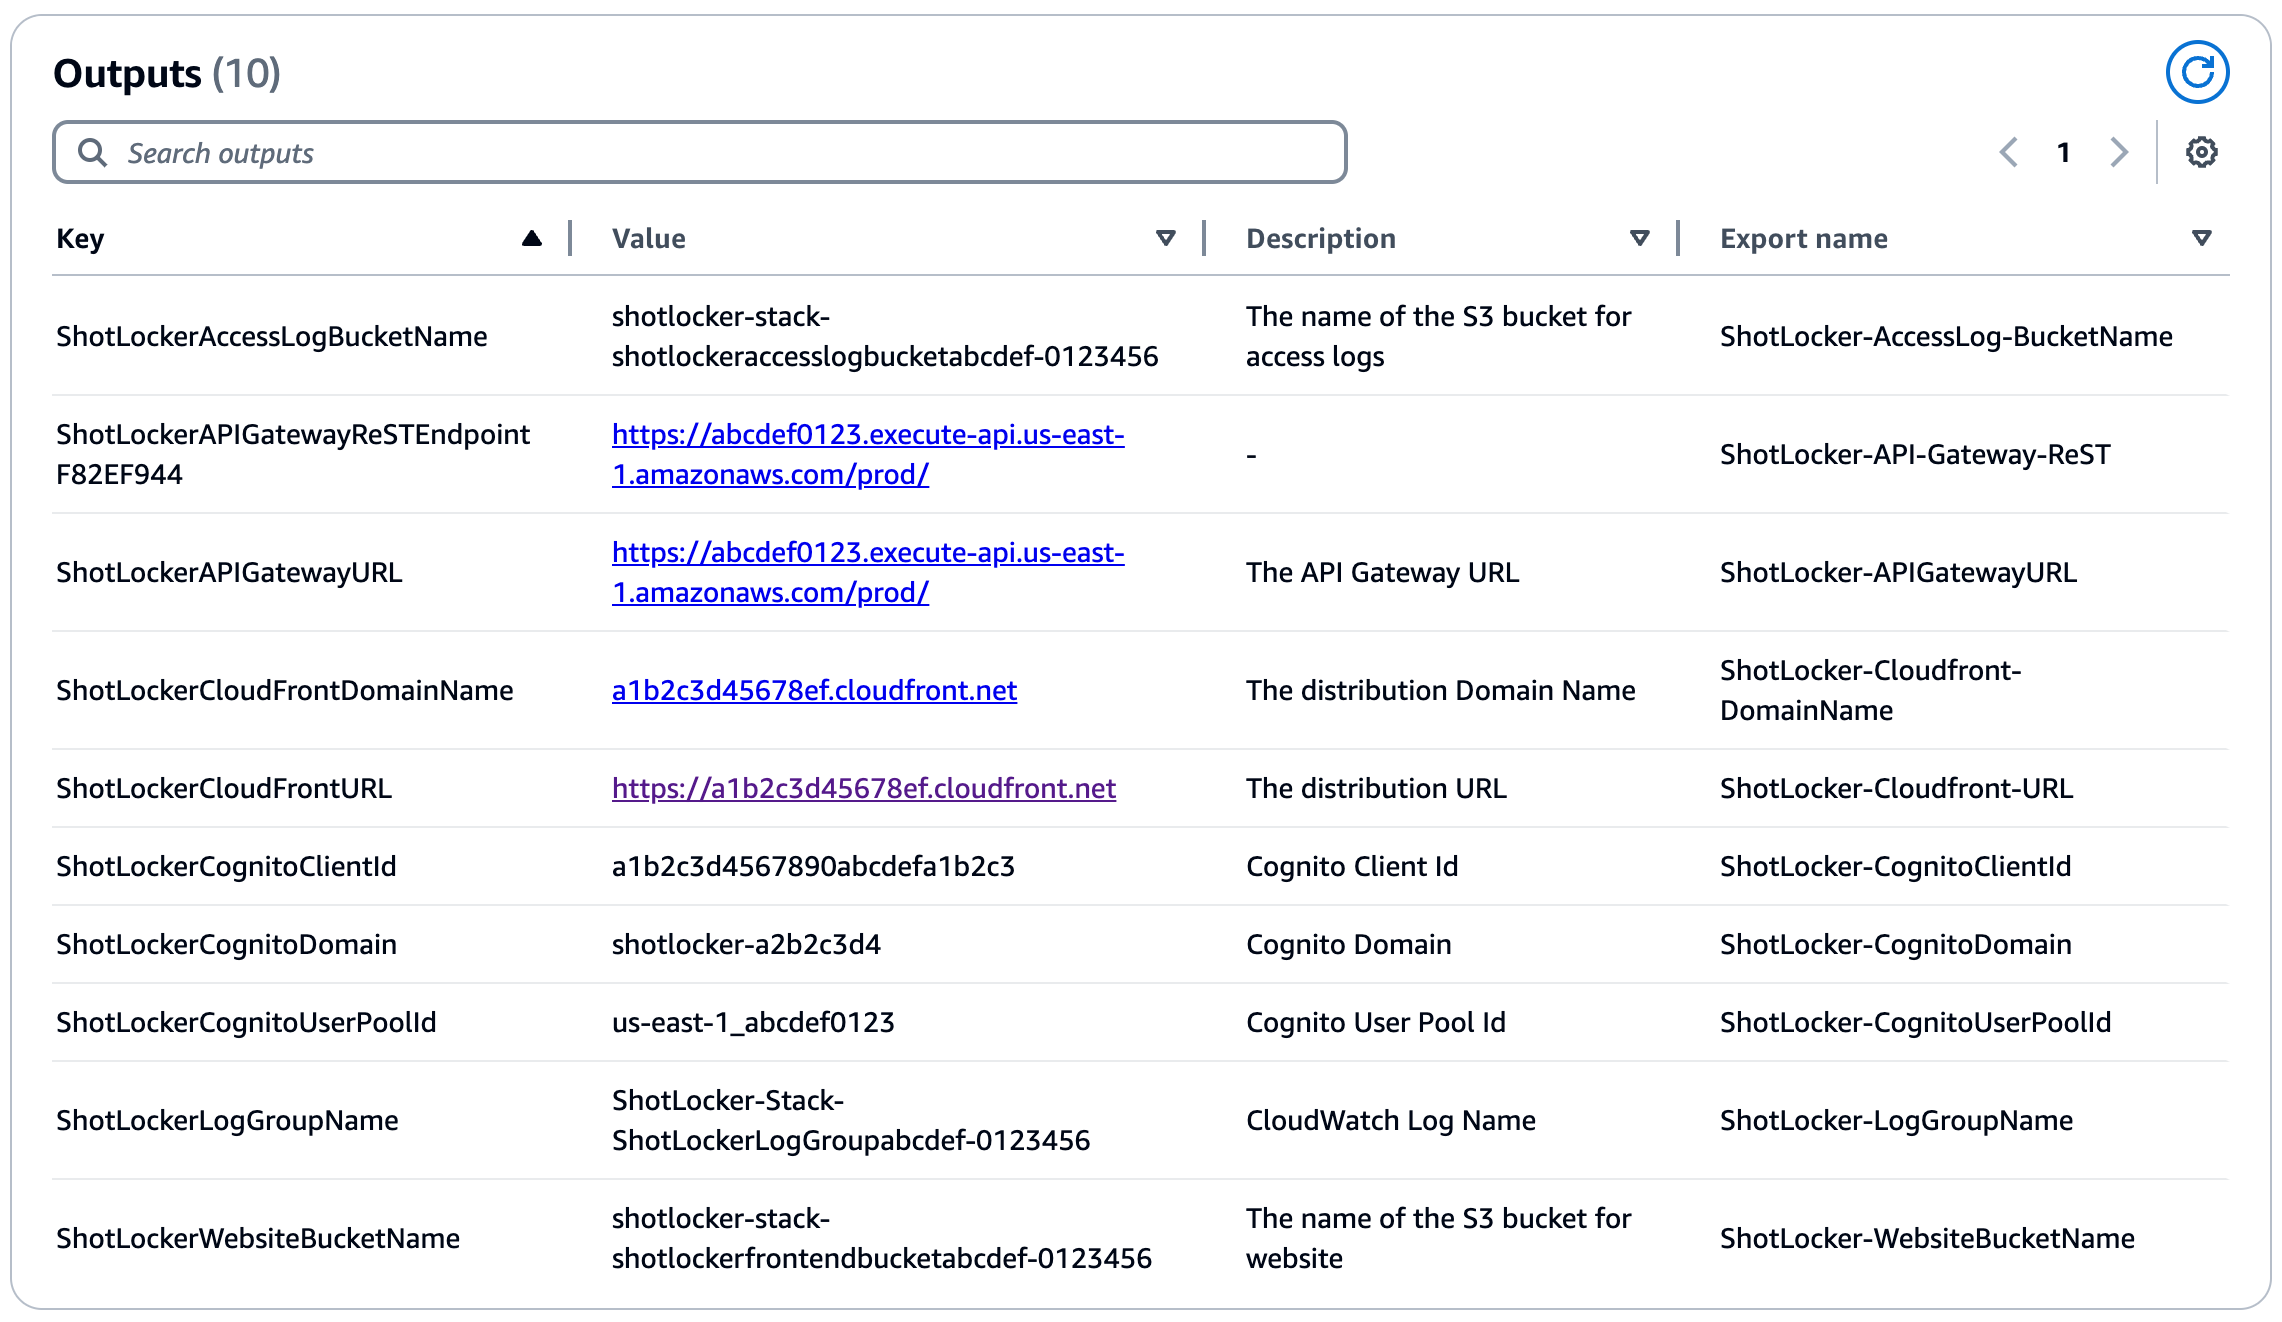 Outputs (10)
Search outputs
1
Key Value Description Export name
ShotLockerAccessLogBucketName
shotlocker-stack-
shotlockeraccesslogbucketabcdef-0123456
The name of the S3 bucket for
access logs
ShotLocker-AccessLog-BucketName
ShotLockerAPIGatewayReSTEndpoint
F82EF944
https://abcdef0123.execute-api.us-east-
1.amazonaws.com/prod/
-
ShotLocker-API-Gateway-ReST
ShotLockerAPIGatewayURL
https://abcdef0123.execute-api.us-east-
1.amazonaws.com/prod/
The API Gateway URL
ShotLocker-APIGatewayURL
ShotLockerCloudFrontDomainName
a1b2c3d45678ef.cloudfront.net
The distribution Domain Name
ShotLocker-Cloudfront-
DomainName
ShotLockerCloudFrontURL
https://a1b2c3d45678ef.cloudfront.net
The distribution URL
ShotLocker-Cloudfront-URL
ShotLockerCognitoClientId
a1b2c3d4567890abcdefa1b2c3
Cognito Client Id
ShotLocker-CognitoClientId
ShotLockerCognitoDomain
shotlocker-a2b2c3d4
Cognito Domain
ShotLocker-CognitoDomain
ShotLockerCognitoUserPoolId
us-east-1_abcdef0123
Cognito User Pool Id
ShotLocker-CognitoUserPoolId
ShotLockerLogGroupName
ShotLocker-Stack-
ShotLockerLogGroupabcdef-0123456
CloudWatch Log Name
ShotLocker-LogGroupName
ShotLockerWebsiteBucketName
shotlocker-stack-
shotlockerfrontendbucketabcdef-0123456
The name of the S3 bucket for
website
ShotLocker-WebsiteBucketName